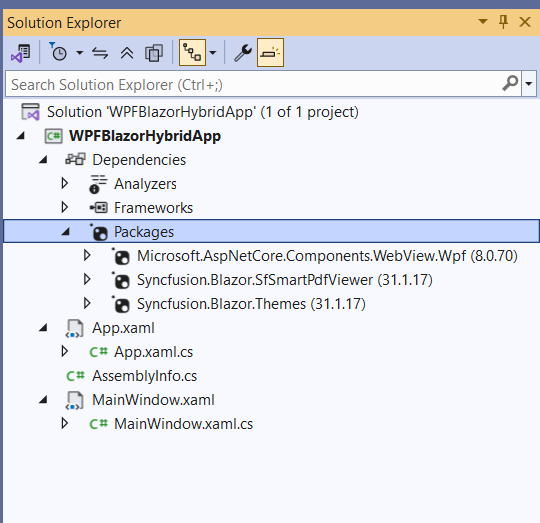 Solution Explorer
Search Solution Explorer (Ctrl+;)
Solution 'WPFBlazorHybridApp' (1 of 1 project)
C# WPFBlazorHybridApp
Dependencies
Analyzers
Frameworks
Packages
Microsoft.AspNetCore.Components.WebView.Wpf (8.0.70)
Syncfusion.Blazor.SfSmartPdfViewer (31.1.17)
Syncfusion.Blazor.Themes (31.1.17)
App.xaml
C# App.xaml.cs
C# AssemblyInfo.cs
MainWindow.xaml
C# MainWindow.xaml.cs